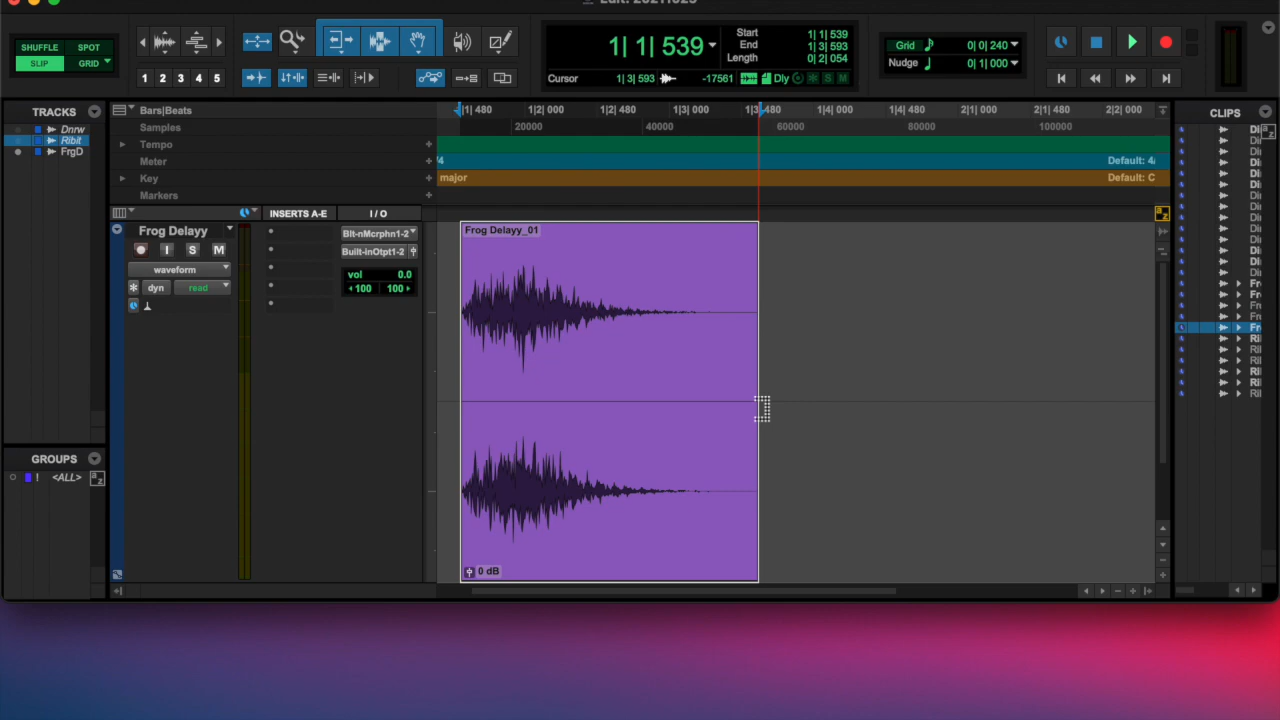 SHUFFLE SPOT
SLIP GRID
1 2 3 4 5
1| 1| 539
Start 1| 1| 539
End 1| 3| 593
Length 0| 2| 054
Cursor 1| 3| 593 -17561 Dly S M
Grid 0| 0| 240
Nudge 0| 1| 000
TRACKS
Dnrw
Ribit
FrgD
GROUPS
! <ALL>
a z
Bars|Beats
Samples
Tempo
Meter
Key
Markers
1|1| 480 1|2| 000 1|2| 480 1|3| 000 1|3| 480 1|4| 000 1|4| 480 2|1| 000 2|1| 480 2|2| 000
20000 40000 60000 80000 100000
/4 Default: 4/
major Default: C
INSERTS A-E I / O
Frog Delayy
I S M
waveform
dyn read
Blt-nMcrphn1-2
Built-inOtpt1-2
vol 0.0
100 100
Frog Delayy_01
0 dB
a z
CLIPS
a z
Di
Fr
Ri